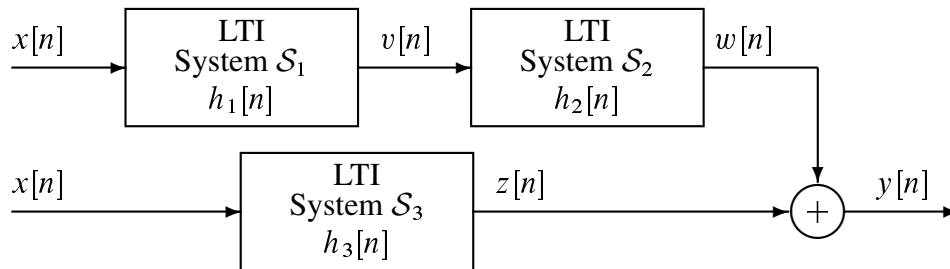 x[n]
LTI
System 𝒮₁
h₁[n]
v[n]
LTI
System 𝒮₂
h₂[n]
w[n]
x[n]
LTI
System 𝒮₃
h₃[n]
z[n]
+
y[n]